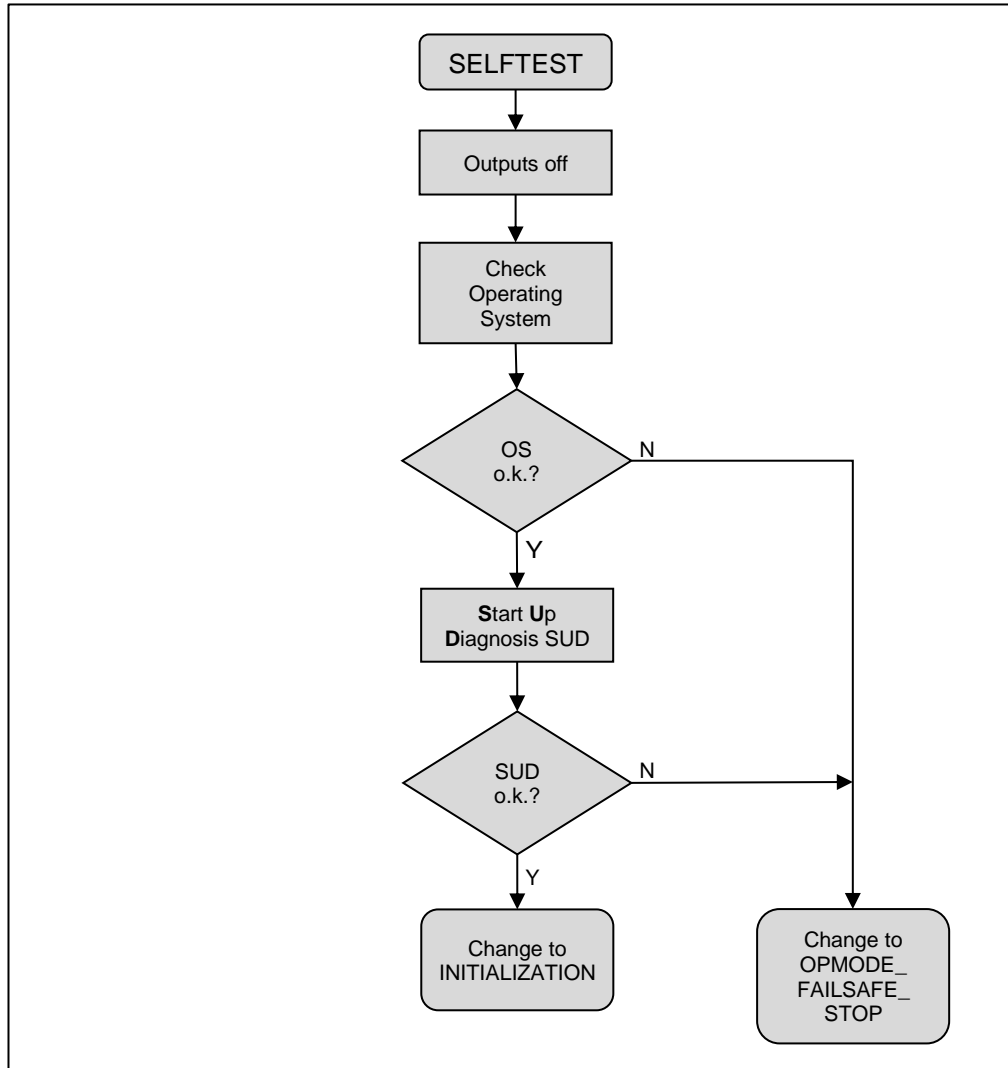 SELFTEST
Outputs off
Check
Operating
System
OS
o.k.?
N
Y
Start Up
Diagnosis SUD
SUD
o.k.?
N
Y
Change to
INITIALIZATION
Change to
OPMODE_
FAILSAFE_
STOP